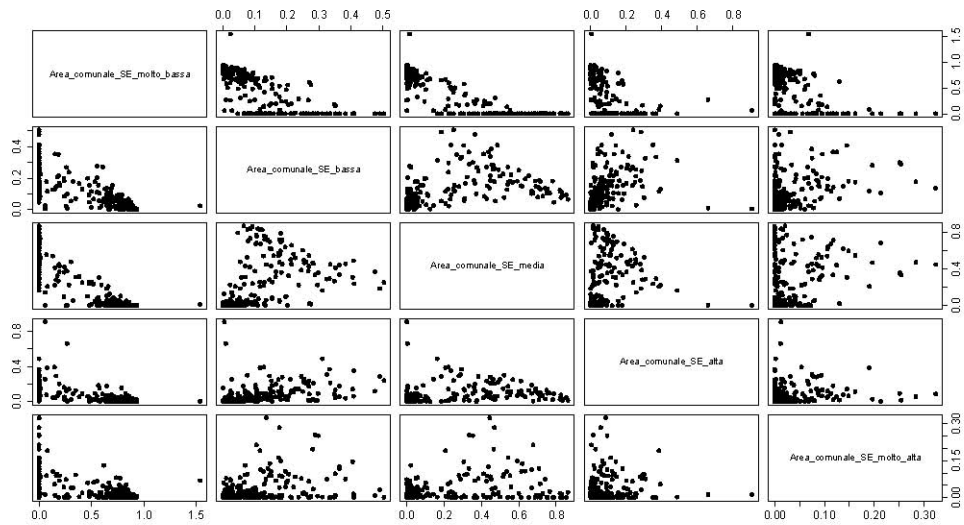 0.0 0.1 0.2 0.3 0.4 0.5
0.0 0.2 0.4 0.6 0.8
Area_comunale_SE_molto_bassa
0.0 0.5 1.0 1.5
0.0 0.2 0.4
Area_comunale_SE_bassa
Area_comunale_SE_media
0.0 0.4 0.8
0.0 0.4 0.8
Area_comunale_SE_alta
Area_comunale_SE_molto_alta
0.00 0.15 0.30
0.0 0.5 1.0 1.5
0.0 0.2 0.4 0.6 0.8
0.00 0.10 0.20 0.30